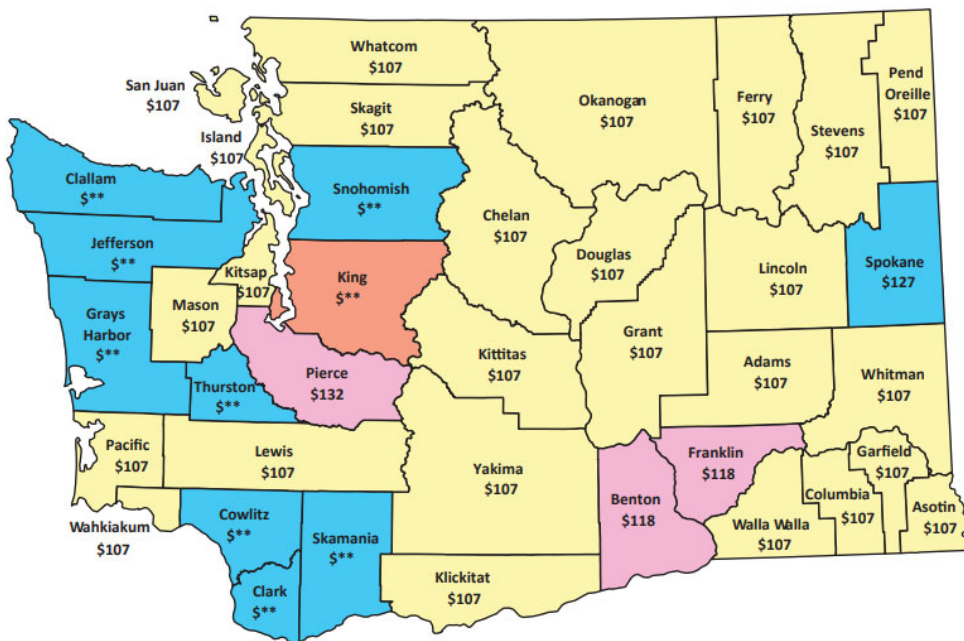 Whatcom
$107
San Juan
$107
Skagit
$107
Island
$107
Okanogan
$107
Ferry
$107
Stevens
$107
Pend
Oreille
$107
Clallam
$**
Snohomish
$**
Chelan
$107
Jefferson
$**
Kitsap
$107
King
$**
Douglas
$107
Lincoln
$107
Spokane
$127
Mason
$107
Grays
Harbor
$**
Grant
$107
Kittitas
$107
Adams
$107
Whitman
$107
Thurston
$**
Pierce
$132
Pacific
$107
Lewis
$107
Yakima
$107
Benton
$118
Franklin
$118
Garfield
$107
Columbia
$107
Asotin
$107
Walla Walla
$107
Wahkiakum
$107
Cowlitz
$**
Skamania
$**
Clark
$**
Klickitat
$107